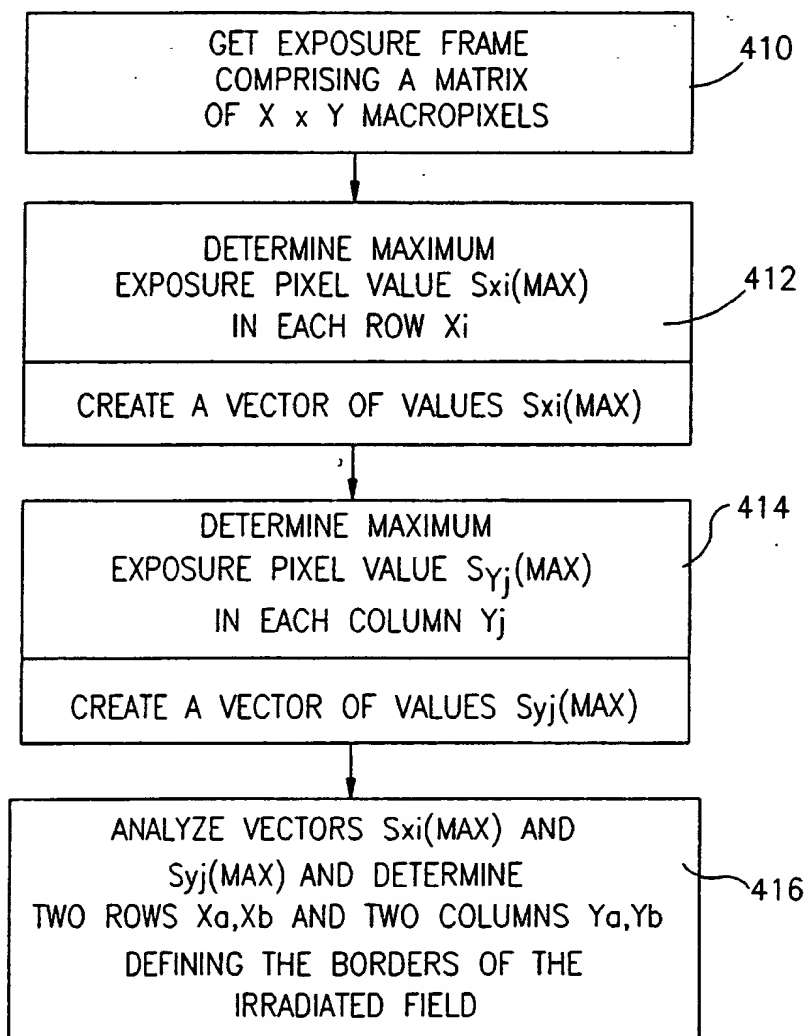 GET EXPOSURE FRAME
COMPRISING A MATRIX
OF X x Y MACROPIXELS
410
DETERMINE MAXIMUM
EXPOSURE PIXEL VALUE Sxi(MAX)
IN EACH ROW Xi
412
CREATE A VECTOR OF VALUES Sxi(MAX)
DETERMINE MAXIMUM
EXPOSURE PIXEL VALUE SYj(MAX)
IN EACH COLUMN Yj
414
CREATE A VECTOR OF VALUES Syj(MAX)
ANALYZE VECTORS Sxi(MAX) AND
Syj(MAX) AND DETERMINE
TWO ROWS Xa,Xb AND TWO COLUMNS Ya,Yb
DEFINING THE BORDERS OF THE
IRRADIATED FIELD
416